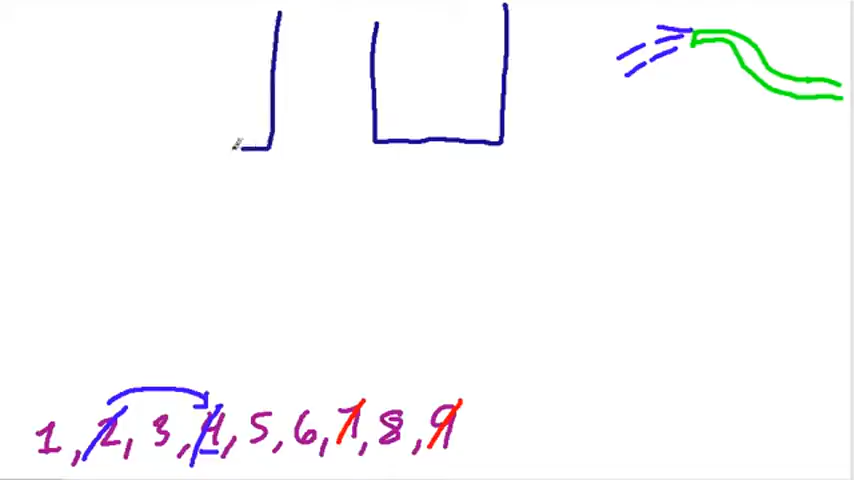 1, 2, 3, 4, 5, 6, 7, 8, 9